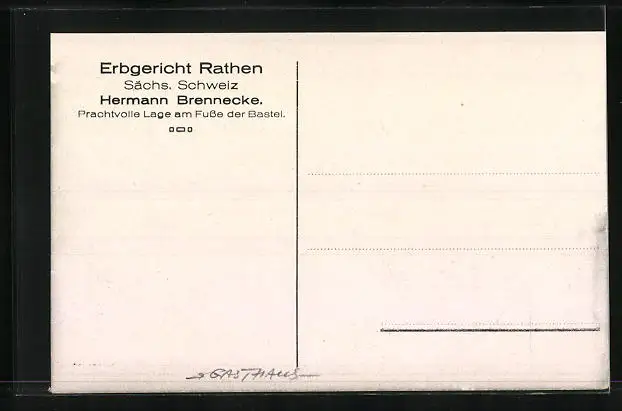 Erbgericht Rathen
Sächs. Schweiz
Hermann Brennecke.
Prachtvolle Lage am Fuße der Bastei.
GASTHAUS